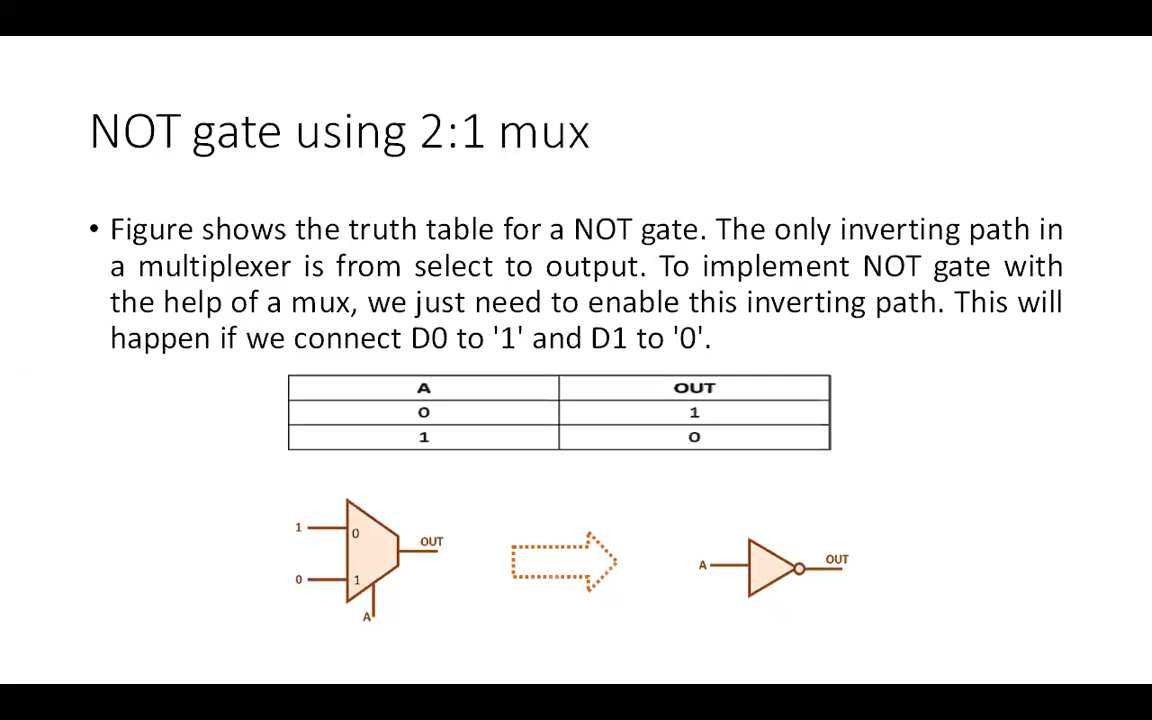 NOT gate using 2:1 mux
• Figure shows the truth table for a NOT gate. The only inverting path in
a multiplexer is from select to output. To implement NOT gate with
the help of a mux, we just need to enable this inverting path. This will
happen if we connect D0 to '1' and D1 to '0'.
A OUT
0 1
1 0
1 0
OUT
0 1
A
A OUT